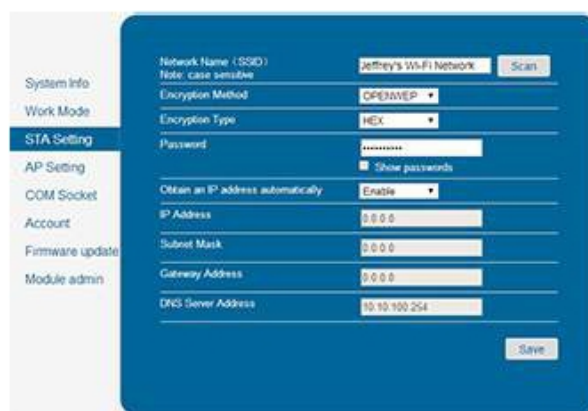 System Info
Work Mode
STA Setting
AP Setting
COM Socket
Account
Firmware update
Module admin
Network Name (SSID)
Note: case sensitive
Jeffrey's Wi-Fi Network
Scan
Encryption Method
OPENWEP
Encryption Type
HEX
Password
••••••••••
Show passwords
Obtain an IP address automatically
Enable
IP Address
0.0.0.0
Subnet Mask
0.0.0.0
Gateway Address
0.0.0.0
DNS Server Address
10.10.100.254
Save